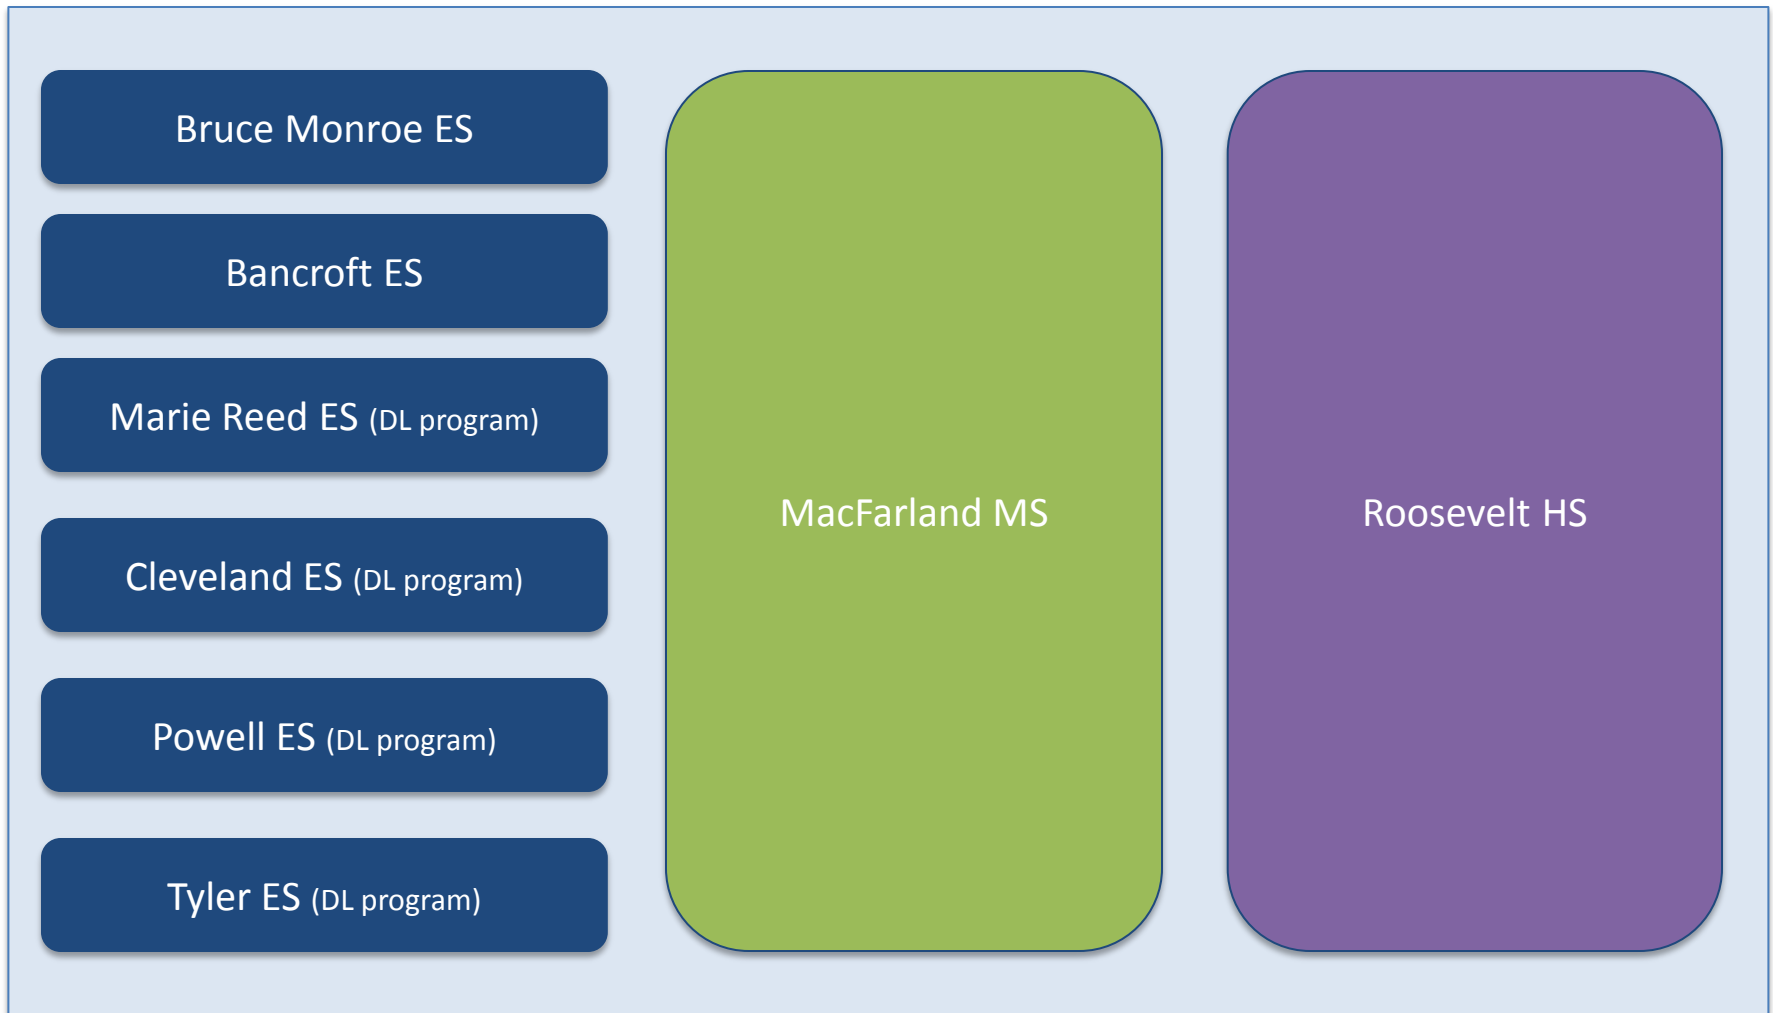 Bruce Monroe ES
Bancroft ES
Marie Reed ES (DL program)
Cleveland ES (DL program)
Powell ES (DL program)
Tyler ES (DL program)
MacFarland MS
Roosevelt HS